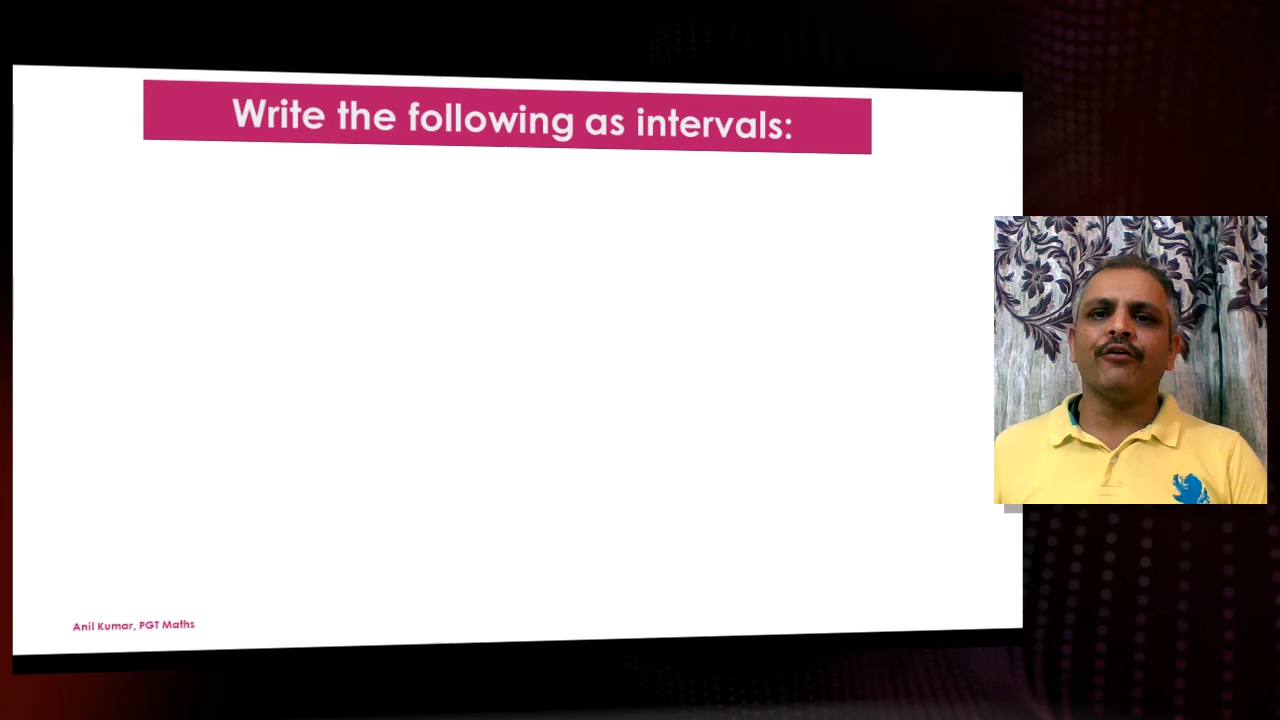 Write the following as intervals:
Anil Kumar, PGT Maths